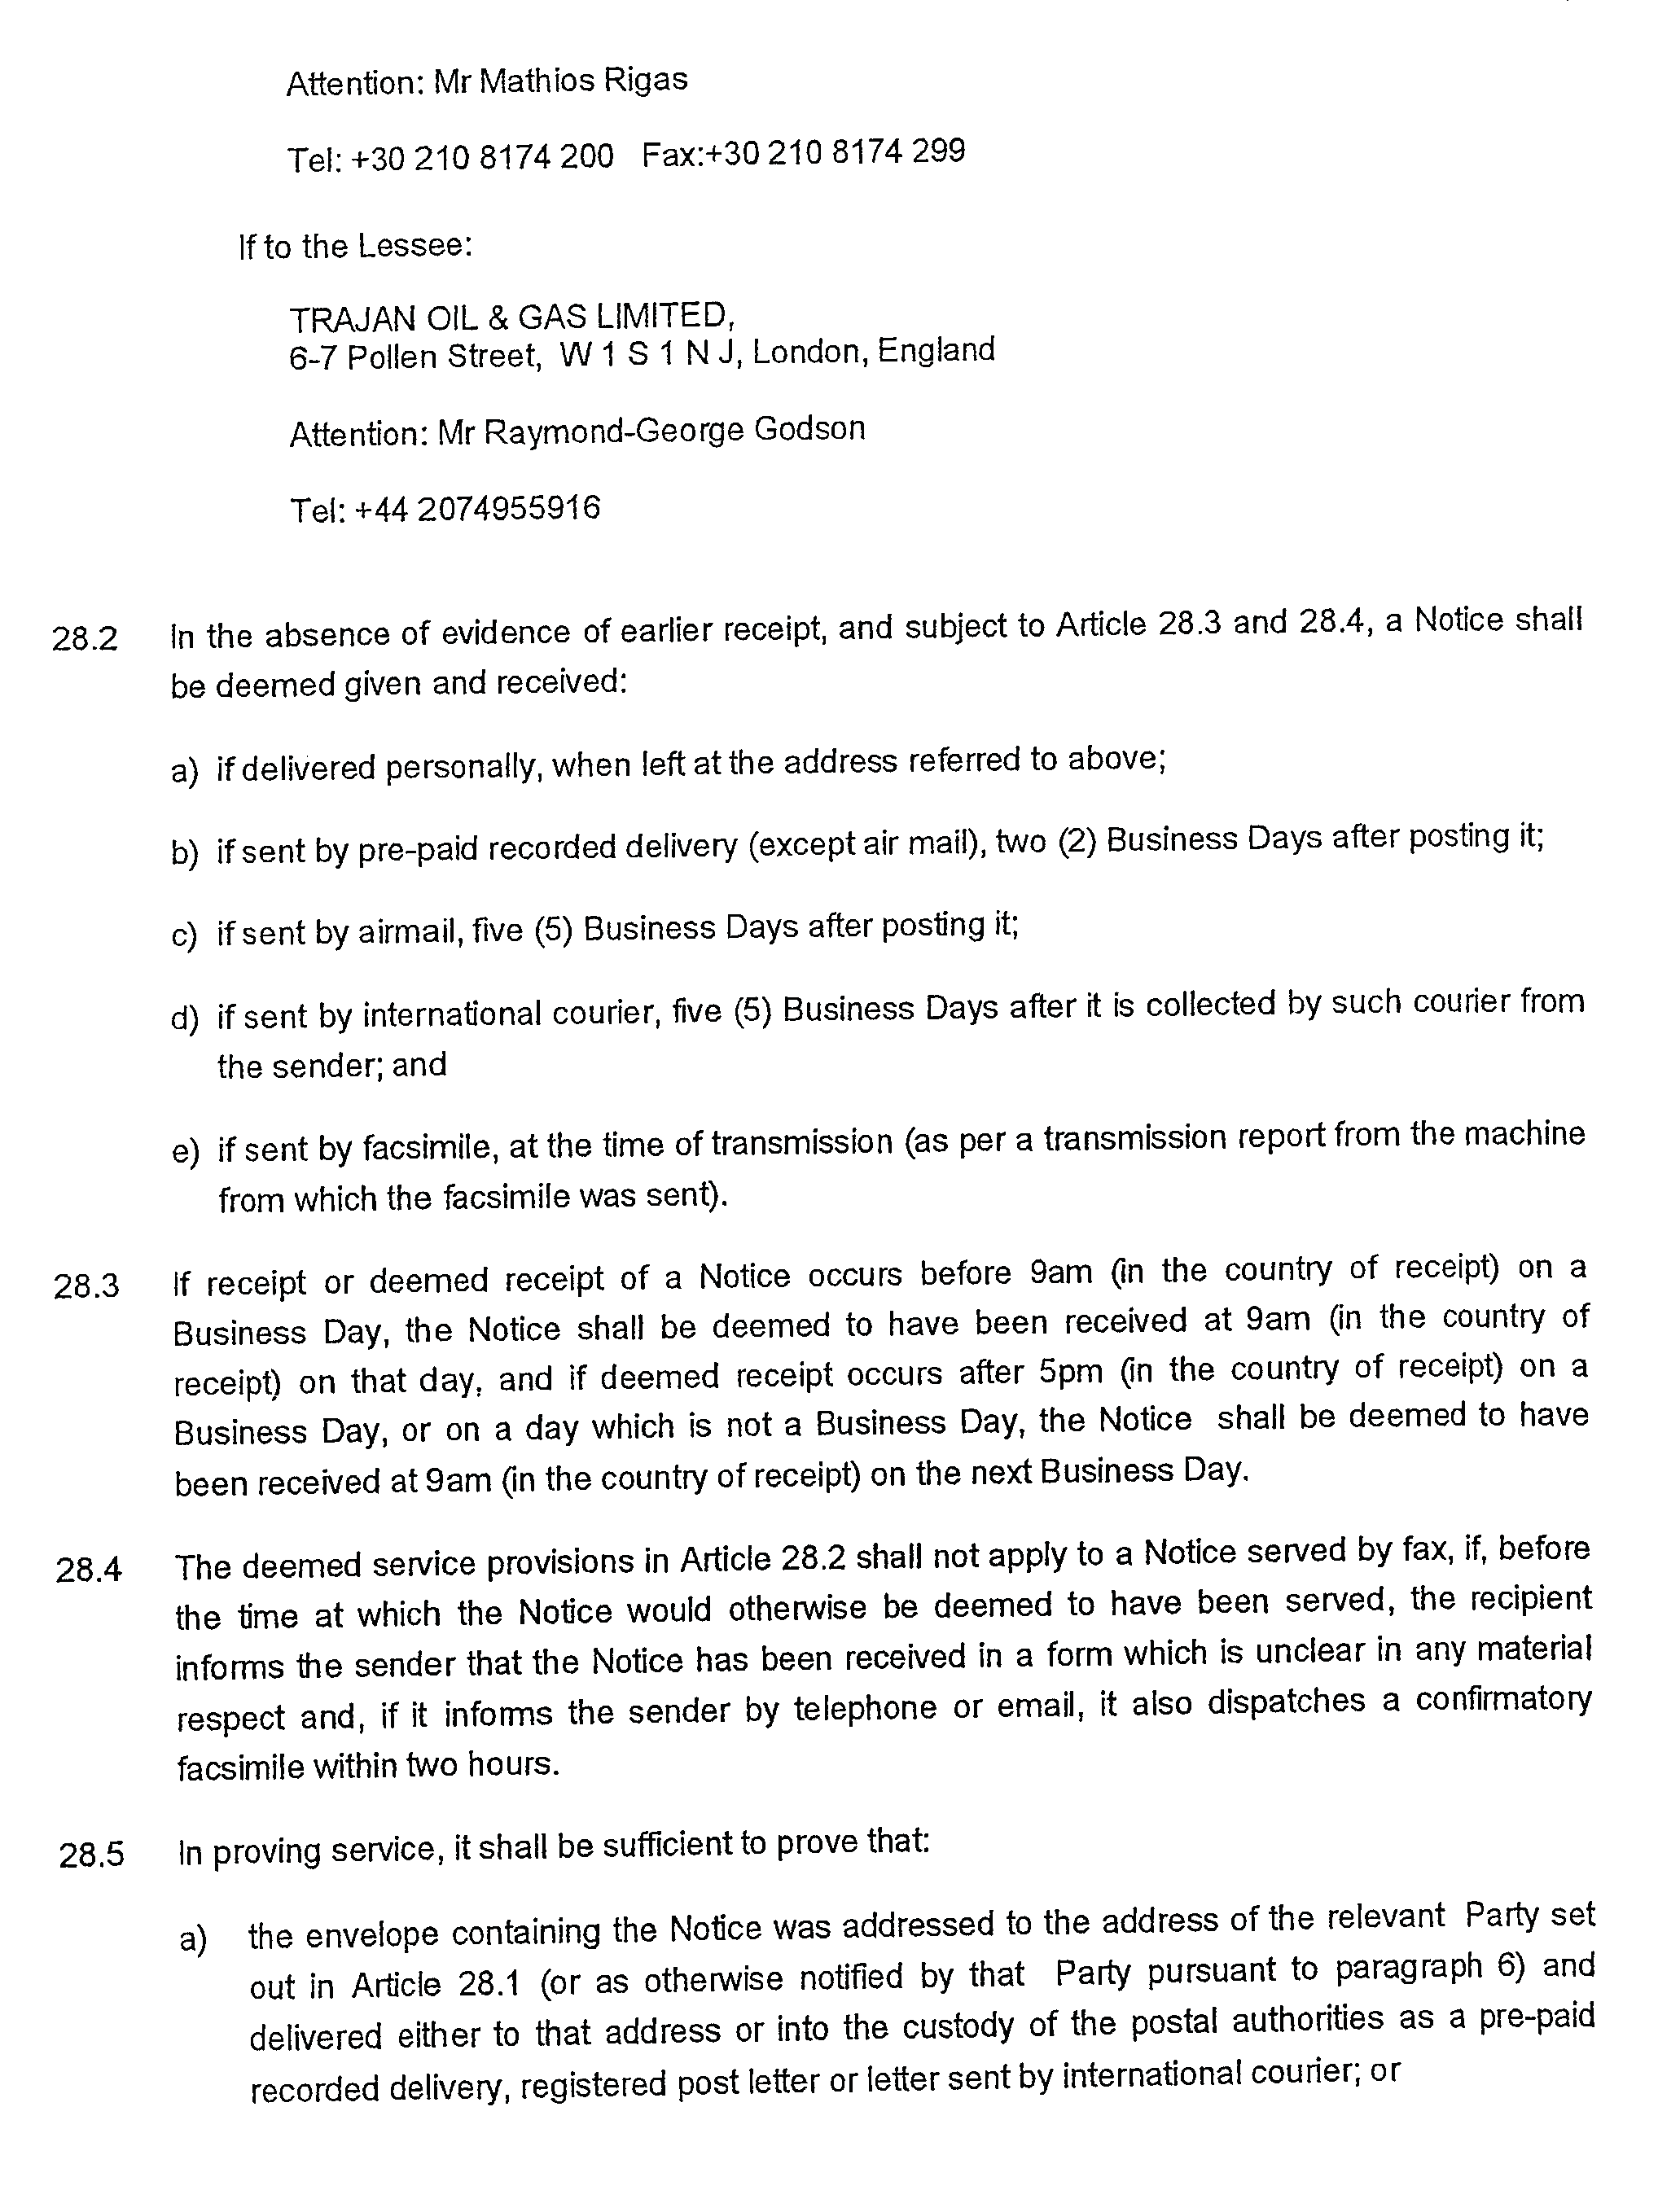 Attention: Mr Mathios Rigas
Tel: +30 210 8174 200 Fax:+30 210 8174 299
If to the Lessee:
TRAJAN OIL & GAS LIMITED,
6-7 Pollen Street, W 1 S 1 N J, London, England
Attention: Mr Raymond-George Godson
Tel: +44 2074955916
28.2 In the absence of evidence of earlier receipt, and subject to Article 28.3 and 28.4, a Notice shall
be deemed given and received:
a) if delivered personally, when left at the address referred to above;
b) if sent by pre-paid recorded delivery (except air mail), two (2) Business Days after posting it;
c) if sent by airmail, five (5) Business Days after posting it;
d) if sent by international courier, five (5) Business Days after it is collected by such courier from
the sender; and
e) if sent by facsimile, at the time of transmission (as per a transmission report from the machine
from which the facsimile was sent).
28.3 If receipt or deemed receipt of a Notice occurs before 9am (in the country of receipt) on a
Business Day, the Notice shall be deemed to have been received at 9am (in the country of
receipt) on that day, and if deemed receipt occurs after 5pm (in the country of receipt) on a
Business Day, or on a day which is not a Business Day, the Notice shall be deemed to have
been received at 9am (in the country of receipt) on the next Business Day.
28.4 The deemed service provisions in Article 28.2 shall not apply to a Notice served by fax, if, before
the time at which the Notice would otherwise be deemed to have been served, the recipient
informs the sender that the Notice has been received in a form which is unclear in any material
respect and, if it informs the sender by telephone or email, it also dispatches a confirmatory
facsimile within two hours.
28.5 In proving service, it shall be sufficient to prove that:
a) the envelope containing the Notice was addressed to the address of the relevant Party set
out in Article 28.1 (or as otherwise notified by that Party pursuant to paragraph 6) and
delivered either to that address or into the custody of the postal authorities as a pre-paid
recorded delivery, registered post letter or letter sent by international courier; or